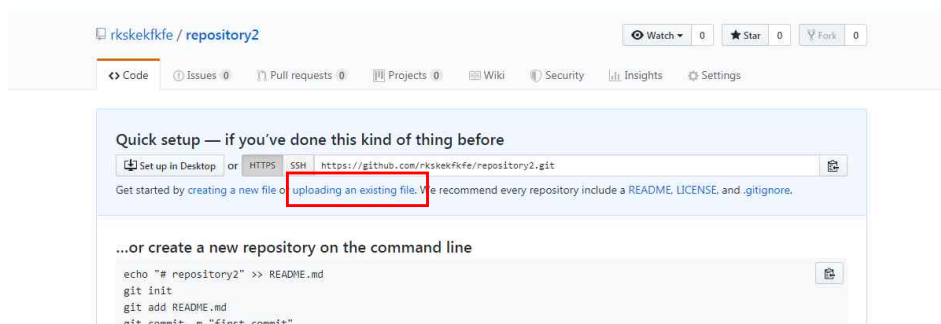 rkskekfkfe / repository2
Watch 0 Star 0 Fork 0
Code Issues 0 Pull requests 0 Projects 0 Wiki Security Insights Settings
Quick setup — if you've done this kind of thing before
Set up in Desktop or HTTPS SSH https://github.com/rkskekfkfe/repository2.git
Get started by creating a new file or uploading an existing file. We recommend every repository include a README, LICENSE, and .gitignore.
...or create a new repository on the command line
echo "# repository2" >> README.md
git init
git add README.md
git commit -m "first commit"